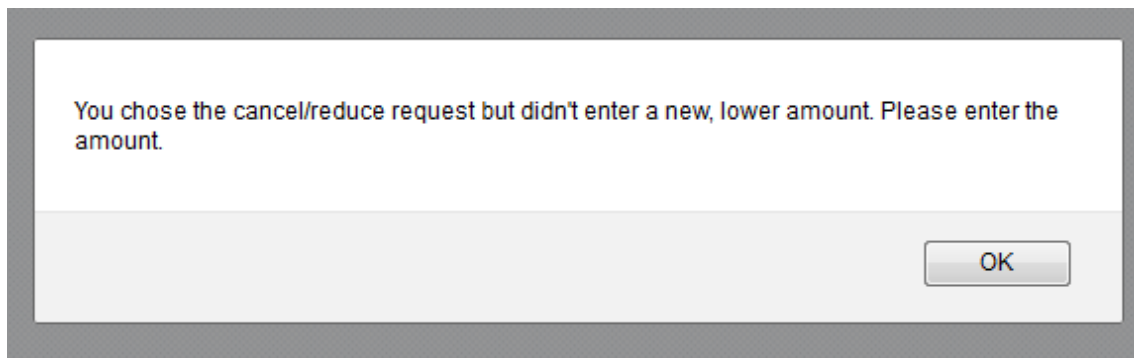 You chose the cancel/reduce request but didn't enter a new, lower amount. Please enter the
amount.
OK